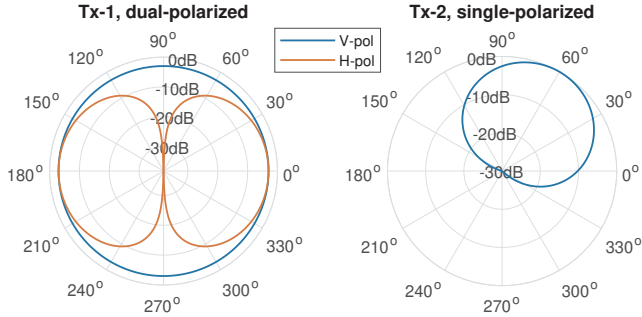 Tx-1, dual-polarized
Tx-2, single-polarized
V-pol
H-pol
90°
60°
30°
0°
330°
300°
270°
240°
210°
180°
150°
120°
0dB
-10dB
-20dB
-30dB
90°
60°
30°
0°
330°
300°
270°
240°
210°
180°
150°
120°
0dB
-10dB
-20dB
-30dB